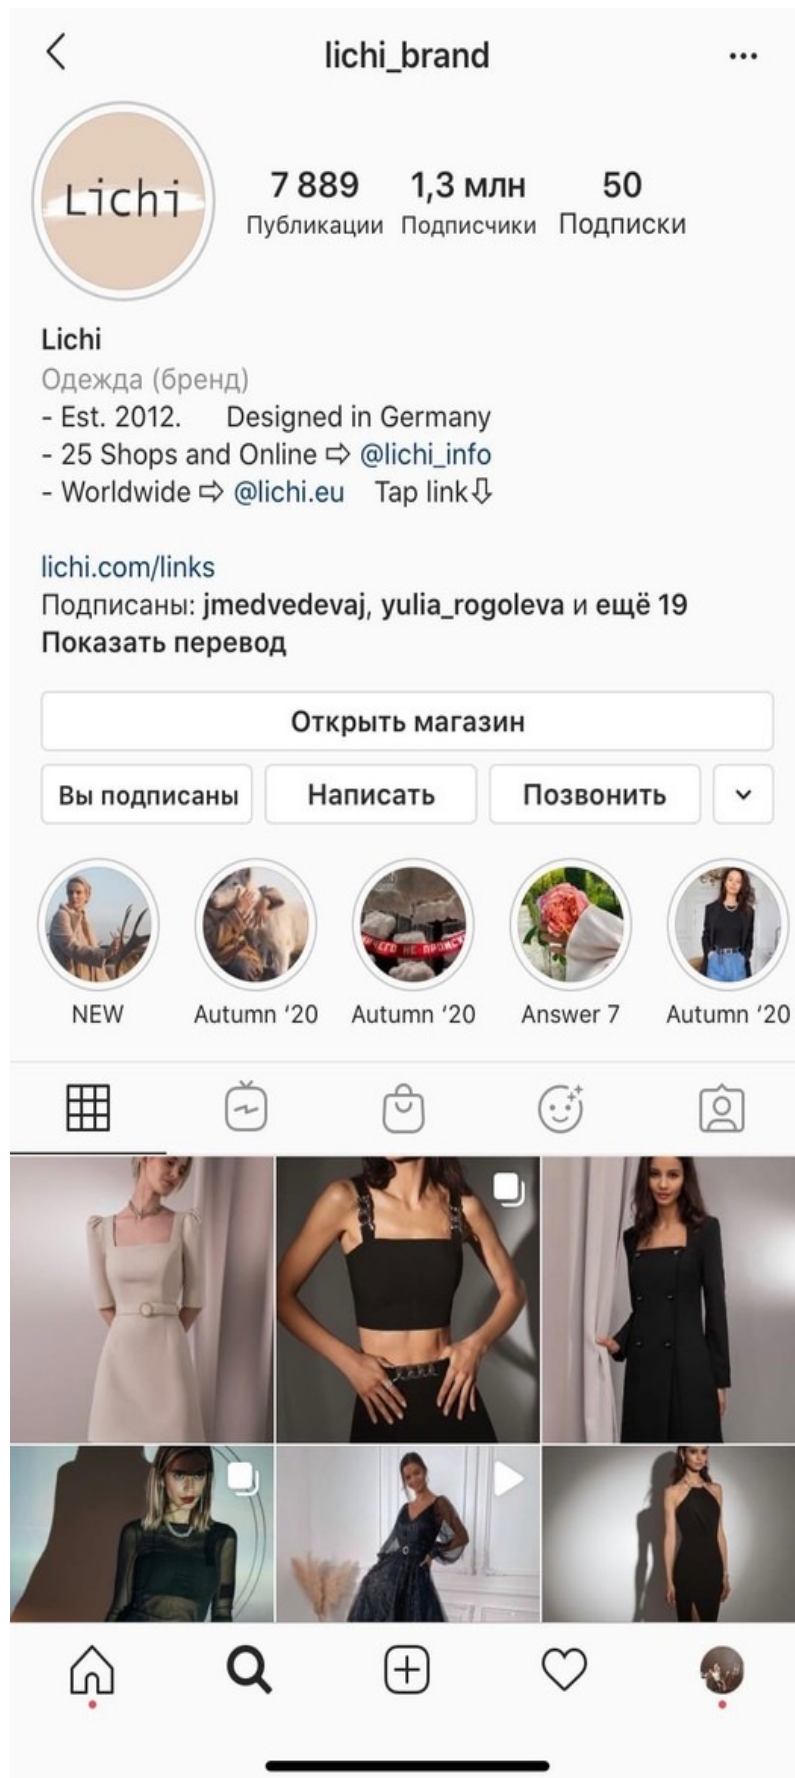 lichi_brand
Lichi
7 889 1,3 млн 50
Публикации Подписчики Подписки
Lichi
Одежда (бренд)
- Est. 2012. Designed in Germany
- 25 Shops and Online ⇨ @lichi_info
- Worldwide ⇨ @lichi.eu Tap link⇩
lichi.com/links
Подписаны: jmedvedevaj, yulia_rogoleva и ещё 19
Показать перевод
Открыть магазин
Вы подписаны Написать Позвонить
НЕ
NEW Autumn ‘20 Autumn ‘20 Answer 7 Autumn ‘20